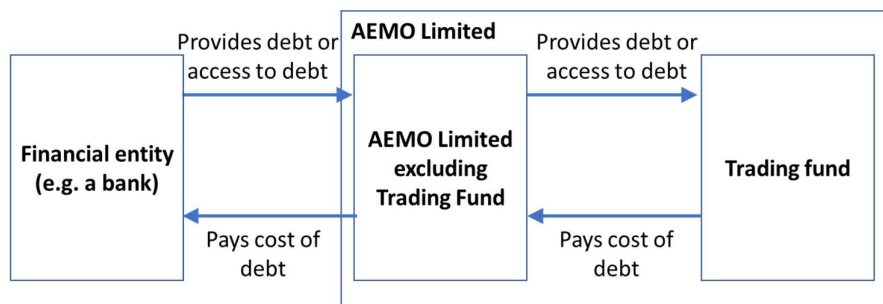 AEMO Limited
Provides debt or
access to debt
Provides debt or
access to debt
Financial entity
(e.g. a bank)
AEMO Limited
excluding
Trading Fund
Trading fund
Pays cost of
debt
Pays cost of
debt